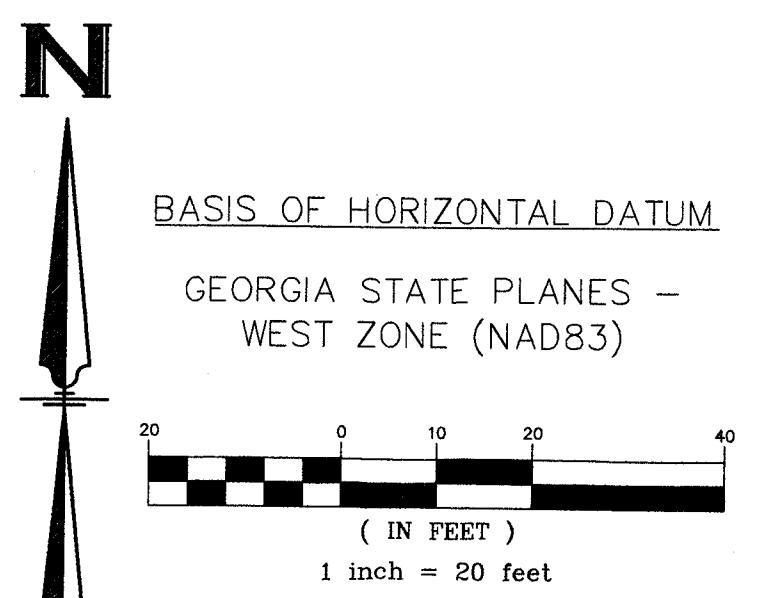 N
BASIS OF HORIZONTAL DATUM
GEORGIA STATE PLANES –
WEST ZONE (NAD83)
20 0 10 20 40
( IN FEET )
1 inch = 20 feet